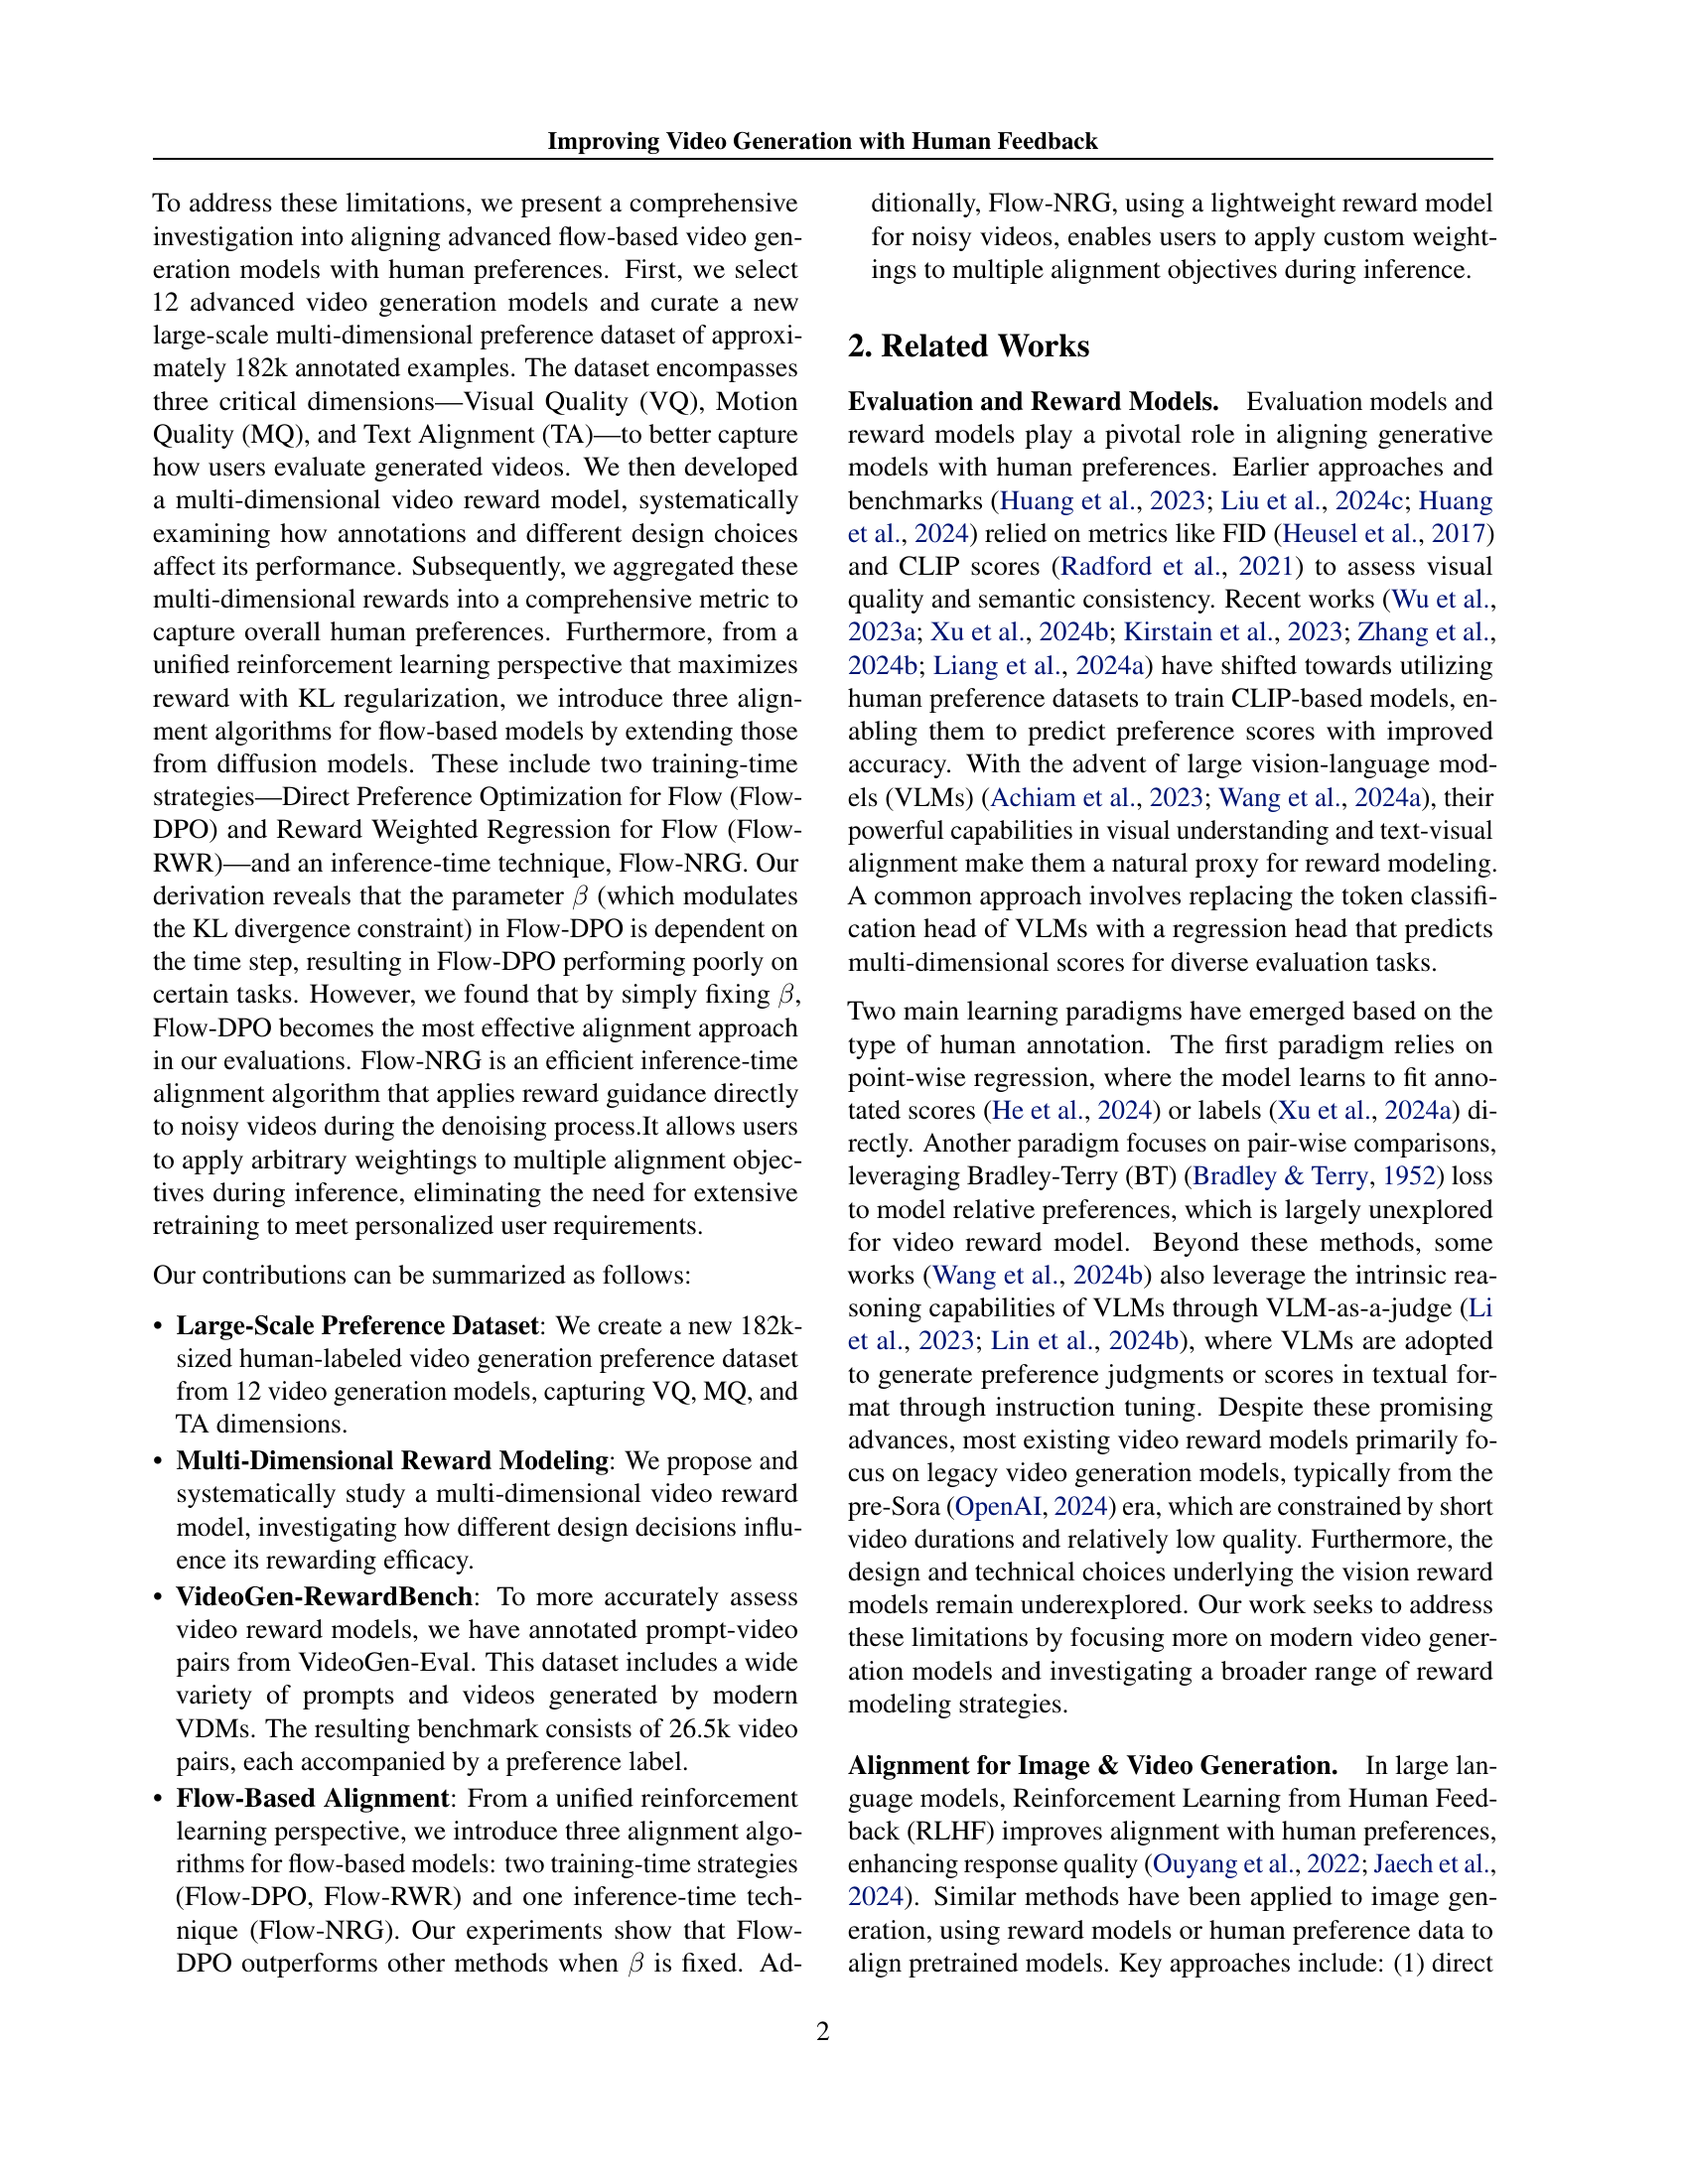 Improving Video Generation with Human Feedback
To address these limitations, we present a comprehensive
investigation into aligning advanced flow-based video gen-
eration models with human preferences. First, we select
12 advanced video generation models and curate a new
large-scale multi-dimensional preference dataset of approxi-
mately 182k annotated examples. The dataset encompasses
three critical dimensions—Visual Quality (VQ), Motion
Quality (MQ), and Text Alignment (TA)—to better capture
how users evaluate generated videos. We then developed
a multi-dimensional video reward model, systematically
examining how annotations and different design choices
affect its performance. Subsequently, we aggregated these
multi-dimensional rewards into a comprehensive metric to
capture overall human preferences. Furthermore, from a
unified reinforcement learning perspective that maximizes
reward with KL regularization, we introduce three align-
ment algorithms for flow-based models by extending those
from diffusion models. These include two training-time
strategies—Direct Preference Optimization for Flow (Flow-
DPO) and Reward Weighted Regression for Flow (Flow-
RWR)—and an inference-time technique, Flow-NRG. Our
derivation reveals that the parameter β (which modulates
the KL divergence constraint) in Flow-DPO is dependent on
the time step, resulting in Flow-DPO performing poorly on
certain tasks. However, we found that by simply fixing β,
Flow-DPO becomes the most effective alignment approach
in our evaluations. Flow-NRG is an efficient inference-time
alignment algorithm that applies reward guidance directly
to noisy videos during the denoising process.It allows users
to apply arbitrary weightings to multiple alignment objec-
tives during inference, eliminating the need for extensive
retraining to meet personalized user requirements.
Our contributions can be summarized as follows:
• Large-Scale Preference Dataset: We create a new 182k-
sized human-labeled video generation preference dataset
from 12 video generation models, capturing VQ, MQ, and
TA dimensions.
• Multi-Dimensional Reward Modeling: We propose and
systematically study a multi-dimensional video reward
model, investigating how different design decisions influ-
ence its rewarding efficacy.
• VideoGen-RewardBench: To more accurately assess
video reward models, we have annotated prompt-video
pairs from VideoGen-Eval. This dataset includes a wide
variety of prompts and videos generated by modern
VDMs. The resulting benchmark consists of 26.5k video
pairs, each accompanied by a preference label.
• Flow-Based Alignment: From a unified reinforcement
learning perspective, we introduce three alignment algo-
rithms for flow-based models: two training-time strategies
(Flow-DPO, Flow-RWR) and one inference-time tech-
nique (Flow-NRG). Our experiments show that Flow-
DPO outperforms other methods when β is fixed. Ad-
ditionally, Flow-NRG, using a lightweight reward model
for noisy videos, enables users to apply custom weight-
ings to multiple alignment objectives during inference.
2. Related Works
Evaluation and Reward Models. Evaluation models and
reward models play a pivotal role in aligning generative
models with human preferences. Earlier approaches and
benchmarks (Huang et al., 2023; Liu et al., 2024c; Huang
et al., 2024) relied on metrics like FID (Heusel et al., 2017)
and CLIP scores (Radford et al., 2021) to assess visual
quality and semantic consistency. Recent works (Wu et al.,
2023a; Xu et al., 2024b; Kirstain et al., 2023; Zhang et al.,
2024b; Liang et al., 2024a) have shifted towards utilizing
human preference datasets to train CLIP-based models, en-
abling them to predict preference scores with improved
accuracy. With the advent of large vision-language mod-
els (VLMs) (Achiam et al., 2023; Wang et al., 2024a), their
powerful capabilities in visual understanding and text-visual
alignment make them a natural proxy for reward modeling.
A common approach involves replacing the token classifi-
cation head of VLMs with a regression head that predicts
multi-dimensional scores for diverse evaluation tasks.
Two main learning paradigms have emerged based on the
type of human annotation. The first paradigm relies on
point-wise regression, where the model learns to fit anno-
tated scores (He et al., 2024) or labels (Xu et al., 2024a) di-
rectly. Another paradigm focuses on pair-wise comparisons,
leveraging Bradley-Terry (BT) (Bradley & Terry, 1952) loss
to model relative preferences, which is largely unexplored
for video reward model. Beyond these methods, some
works (Wang et al., 2024b) also leverage the intrinsic rea-
soning capabilities of VLMs through VLM-as-a-judge (Li
et al., 2023; Lin et al., 2024b), where VLMs are adopted
to generate preference judgments or scores in textual for-
mat through instruction tuning. Despite these promising
advances, most existing video reward models primarily fo-
cus on legacy video generation models, typically from the
pre-Sora (OpenAI, 2024) era, which are constrained by short
video durations and relatively low quality. Furthermore, the
design and technical choices underlying the vision reward
models remain underexplored. Our work seeks to address
these limitations by focusing more on modern video gener-
ation models and investigating a broader range of reward
modeling strategies.
Alignment for Image & Video Generation. In large lan-
guage models, Reinforcement Learning from Human Feed-
back (RLHF) improves alignment with human preferences,
enhancing response quality (Ouyang et al., 2022; Jaech et al.,
2024). Similar methods have been applied to image gen-
eration, using reward models or human preference data to
align pretrained models. Key approaches include: (1) direct
2